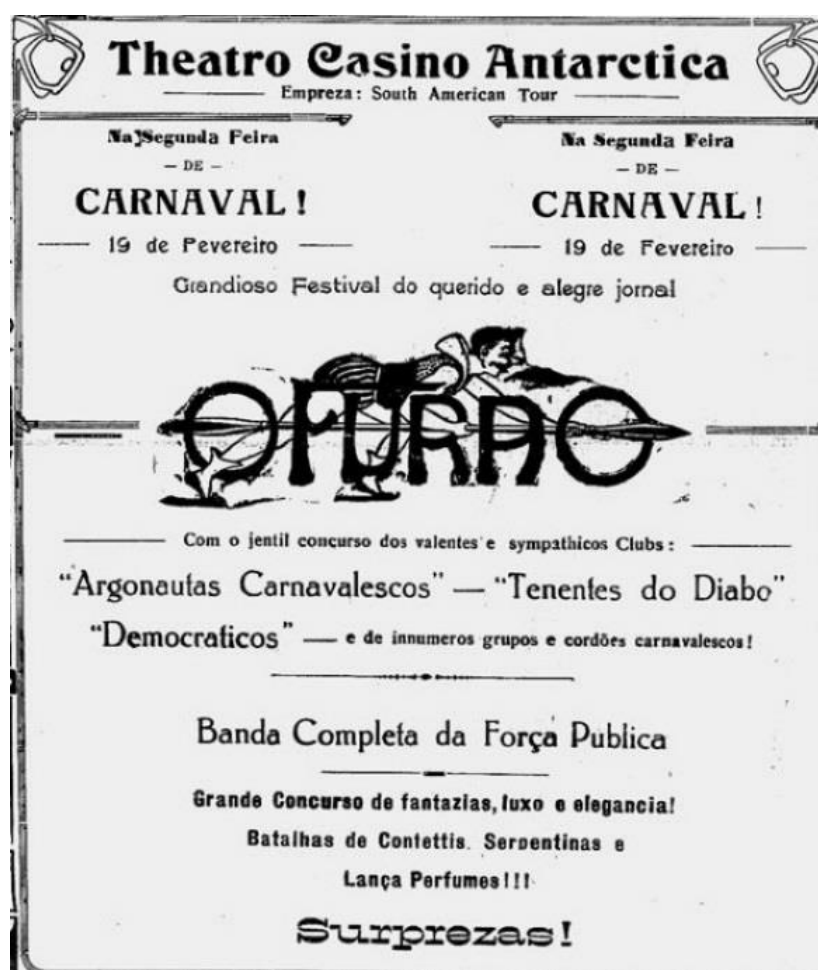 Theatro Casino Antarctica
Empreza: South American Tour
Na Segunda Feira
— DE —
CARNAVAL!
19 de Fevereiro
Na Segunda Feira
— DE —
CARNAVAL!
19 de Fevereiro
Grandioso Festival do querido e alegre jornal
O FURAO
Com o jentil concurso dos valentes e sympathicos Clubs:
"Argonautas Carnavalescos" — "Tenentes do Diabo"
"Democraticos" — e de innumeros grupos e cordões carnavalescos!
Banda Completa da Força Publica
Grande Concurso de fantazias, luxo e elegancia!
Batalhas de Confettis. Serpentinas e
Lança Perfumes!!!
Surprezas!